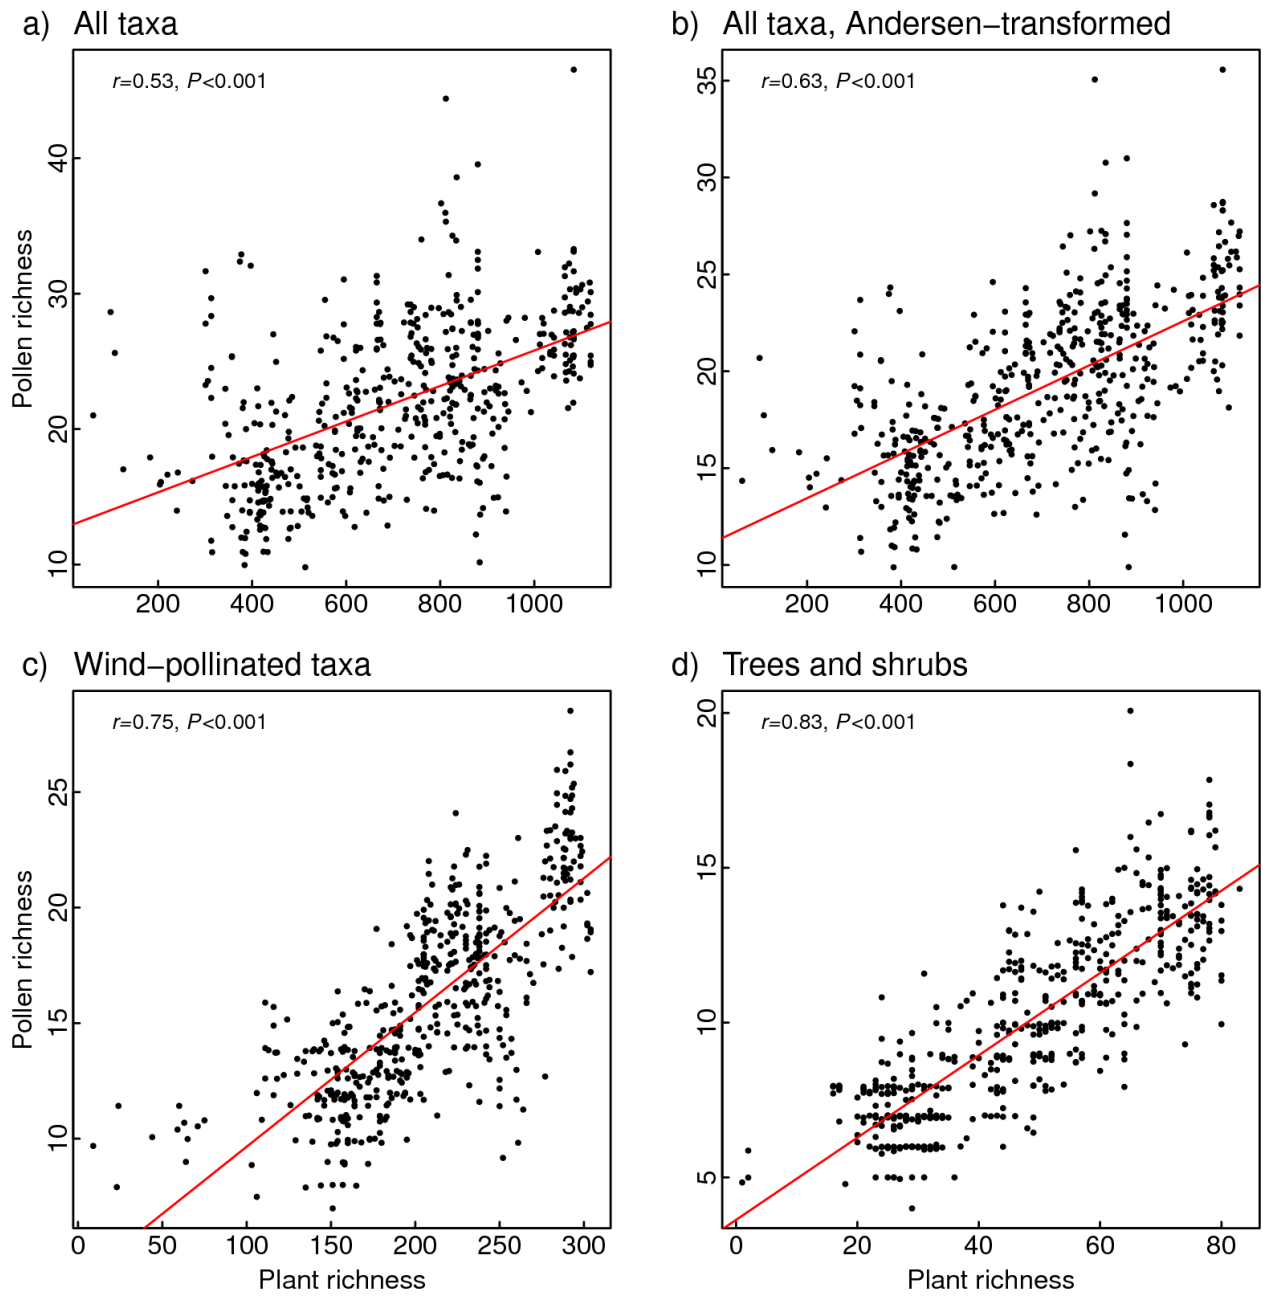 a) All taxa
r=0.53, P<0.001
Pollen richness
40
30
20
10
200 400 600 800 1000
b) All taxa, Andersen−transformed
r=0.63, P<0.001
35
30
25
20
15
10
200 400 600 800 1000
c) Wind−pollinated taxa
r=0.75, P<0.001
Pollen richness
25
20
15
10
0 50 100 150 200 250 300
Plant richness
d) Trees and shrubs
r=0.83, P<0.001
20
15
10
5
0 20 40 60 80
Plant richness